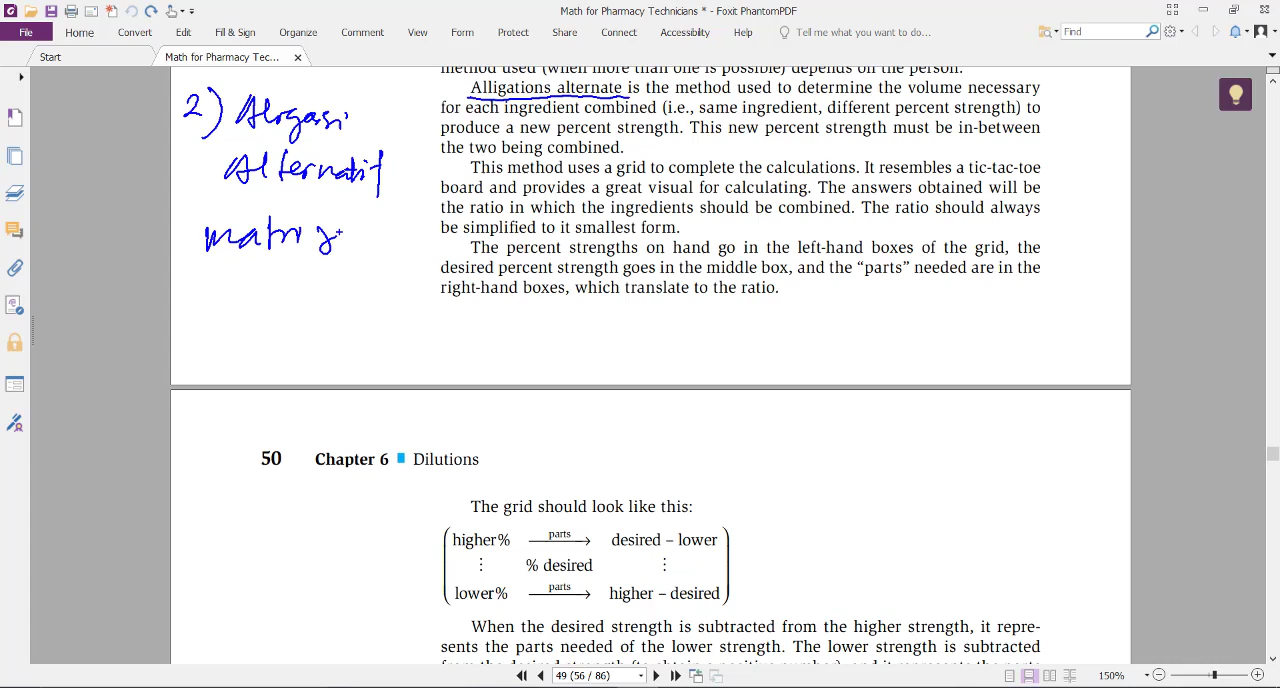 Math for Pharmacy Technicians * - Foxit PhantomPDF
File Home Convert Edit Fill & Sign Organize Comment View Form Protect Share Connect Accessibility Help Tell me what you want to do... Find
Start Math for Pharmacy Tec...
method used (when more than one is possible) depends on the person.
Alligations alternate is the method used to determine the volume necessary
for each ingredient combined (i.e., same ingredient, different percent strength) to
produce a new percent strength. This new percent strength must be in-between
the two being combined.
This method uses a grid to complete the calculations. It resembles a tic-tac-toe
board and provides a great visual for calculating. The answers obtained will be
the ratio in which the ingredients should be combined. The ratio should always
be simplified to it smallest form.
The percent strengths on hand go in the left-hand boxes of the grid, the
desired percent strength goes in the middle box, and the “parts” needed are in the
right-hand boxes, which translate to the ratio.
2) Alogasi
Alternatif
matrix
50 Chapter 6 Dilutions
The grid should look like this:
higher% parts desired – lower
⋮ % desired ⋮
lower% parts higher – desired
When the desired strength is subtracted from the higher strength, it repre-
sents the parts needed of the lower strength. The lower strength is subtracted
49 (56 / 86) 150%